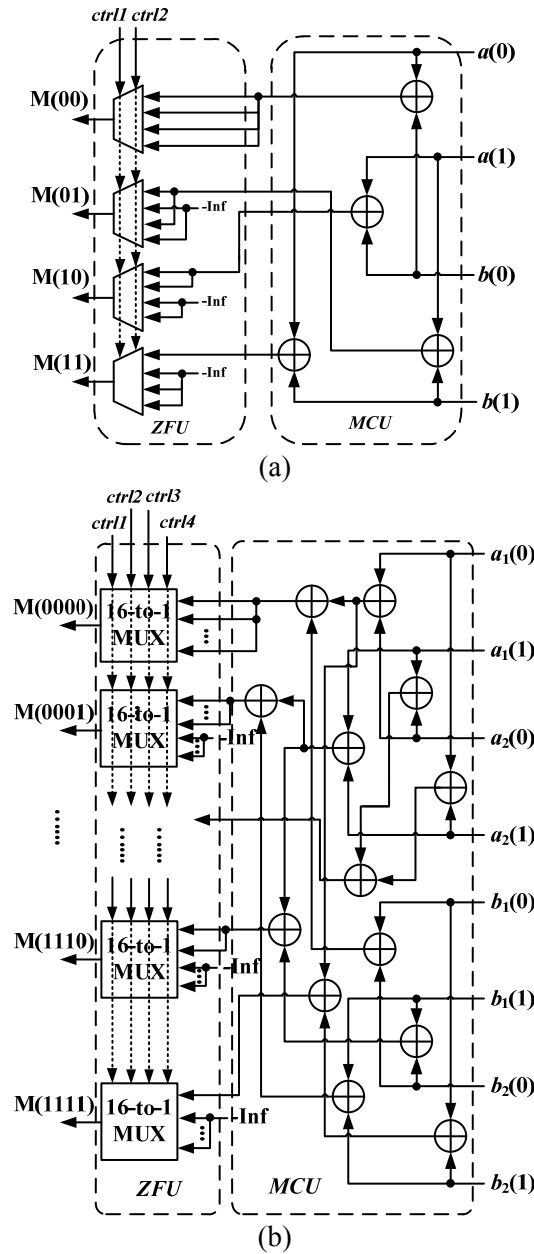 ctrl1 ctrl2
a(0)
M(00)
a(1)
M(01)
-Inf
b(0)
M(10)
-Inf
M(11)
-Inf
b(1)
ZFU
MCU
(a)
ctrl1 ctrl2 ctrl3 ctrl4
a₁(0)
M(0000)
16-to-1
MUX
a₁(1)
M(0001)
16-to-1
MUX
-Inf
a₂(0)
a₂(1)
b₁(0)
M(1110)
16-to-1
MUX
-Inf
b₁(1)
b₂(0)
M(1111)
16-to-1
MUX
-Inf
b₂(1)
ZFU
MCU
(b)